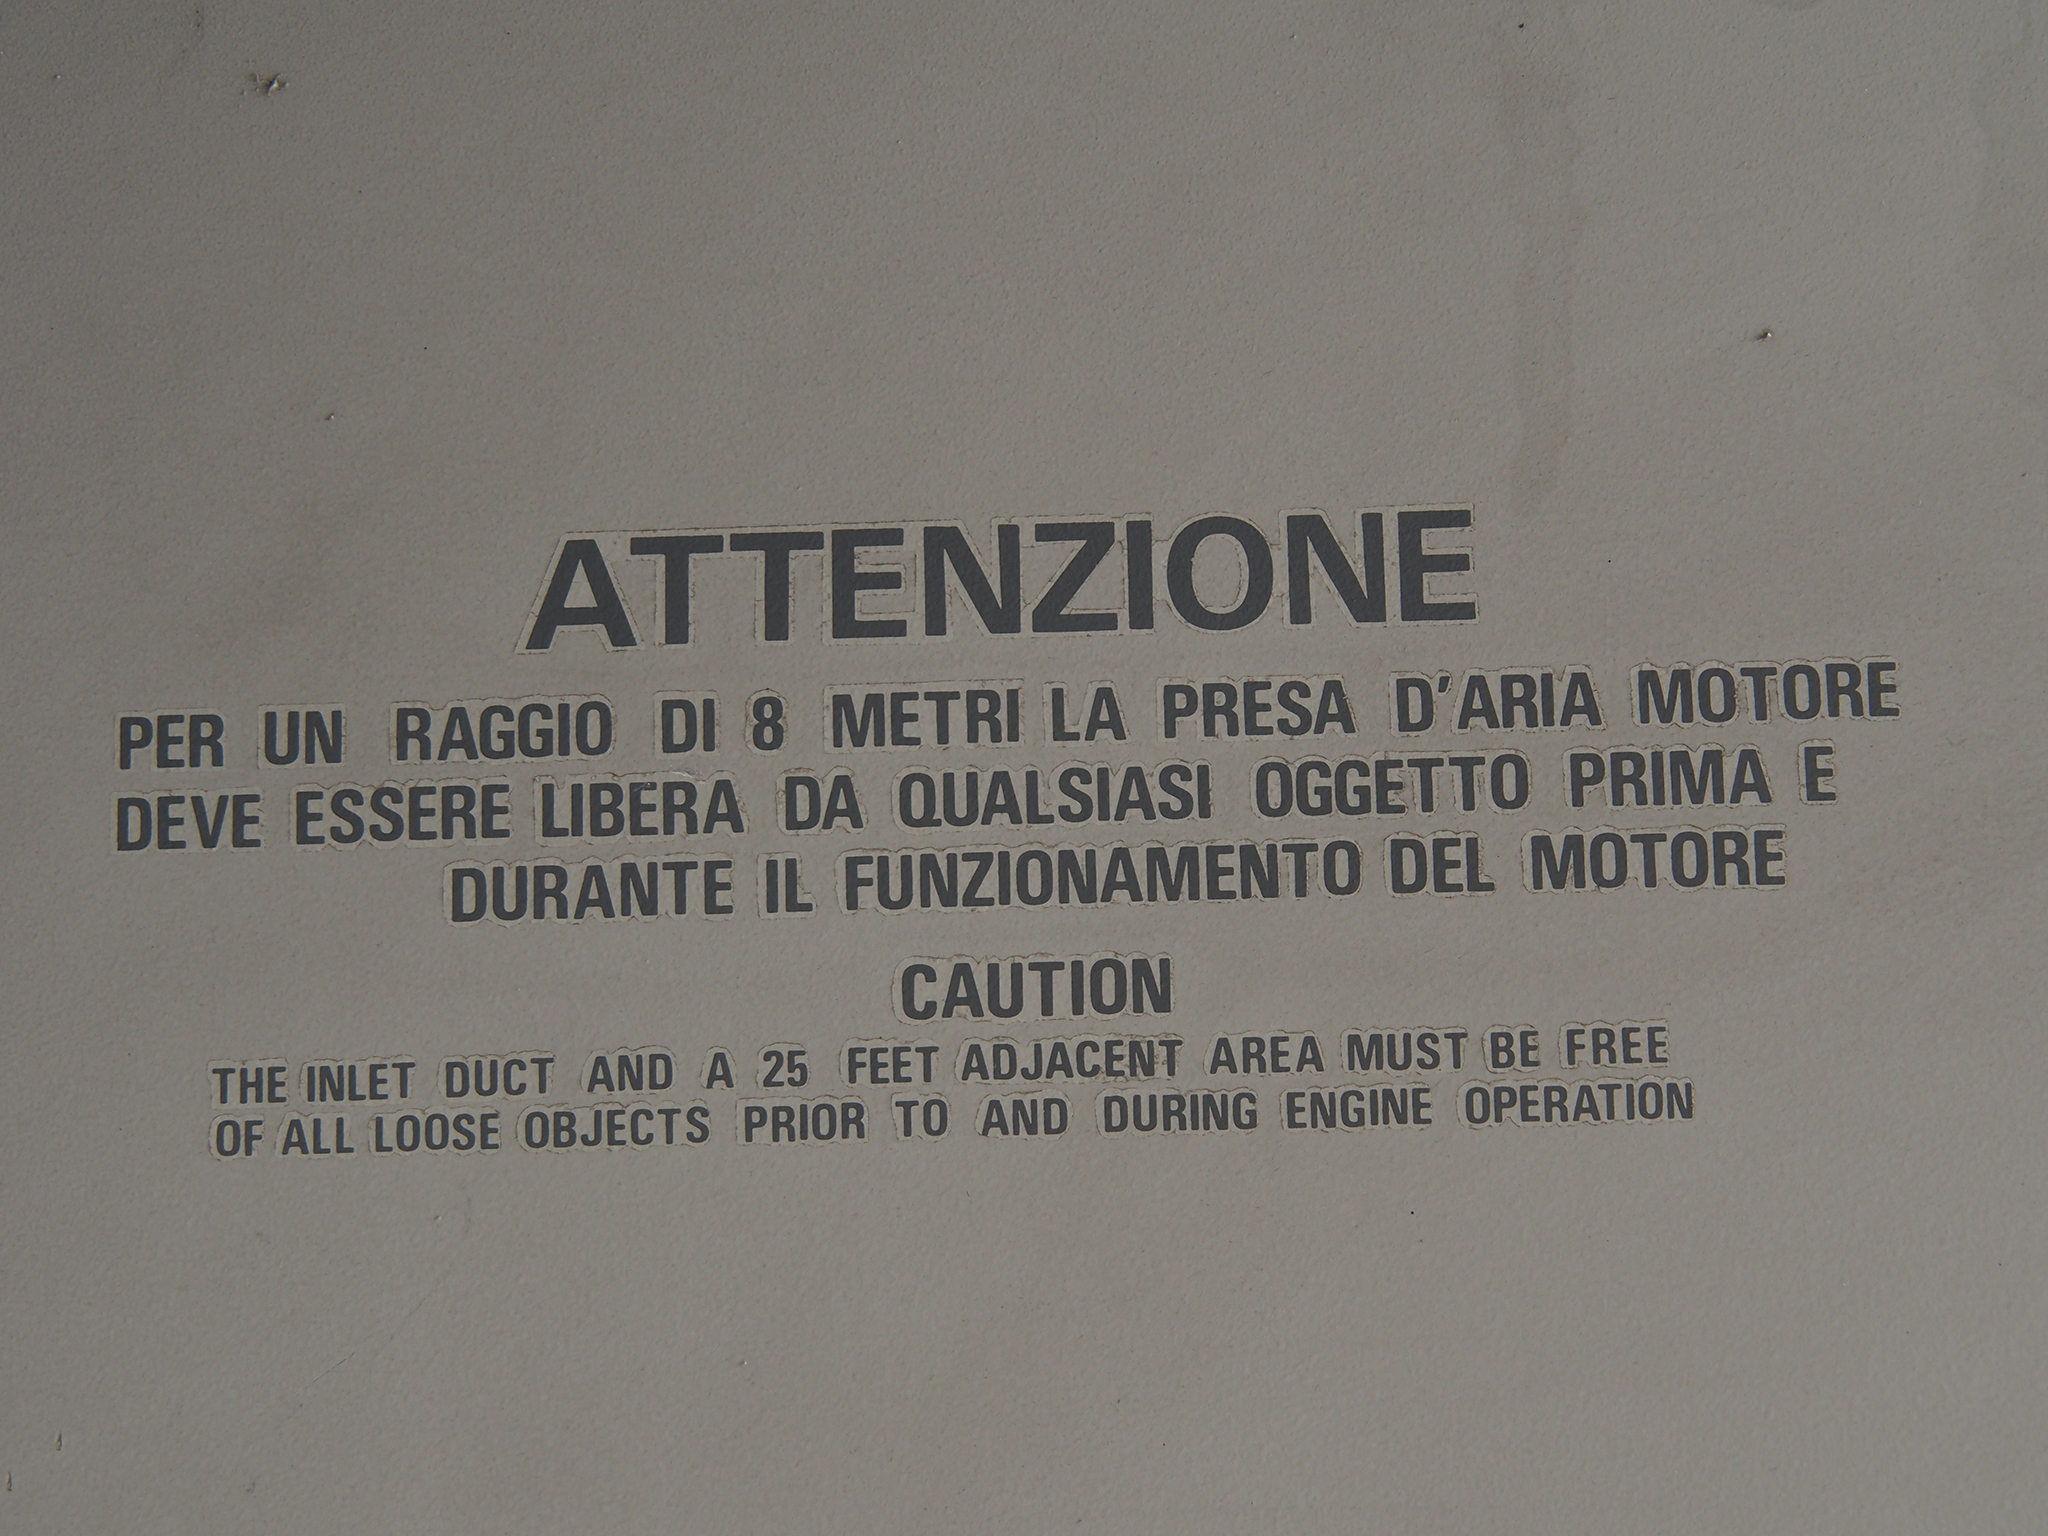 ATTENZIONE
PER UN RAGGIO DI 8 METRI LA PRESA D'ARIA MOTORE
DEVE ESSERE LIBERA DA QUALSIASI OGGETTO PRIMA E
DURANTE IL FUNZIONAMENTO DEL MOTORE
CAUTION
THE INLET DUCT AND A 25 FEET ADJACENT AREA MUST BE FREE
OF ALL LOOSE OBJECTS PRIOR TO AND DURING ENGINE OPERATION